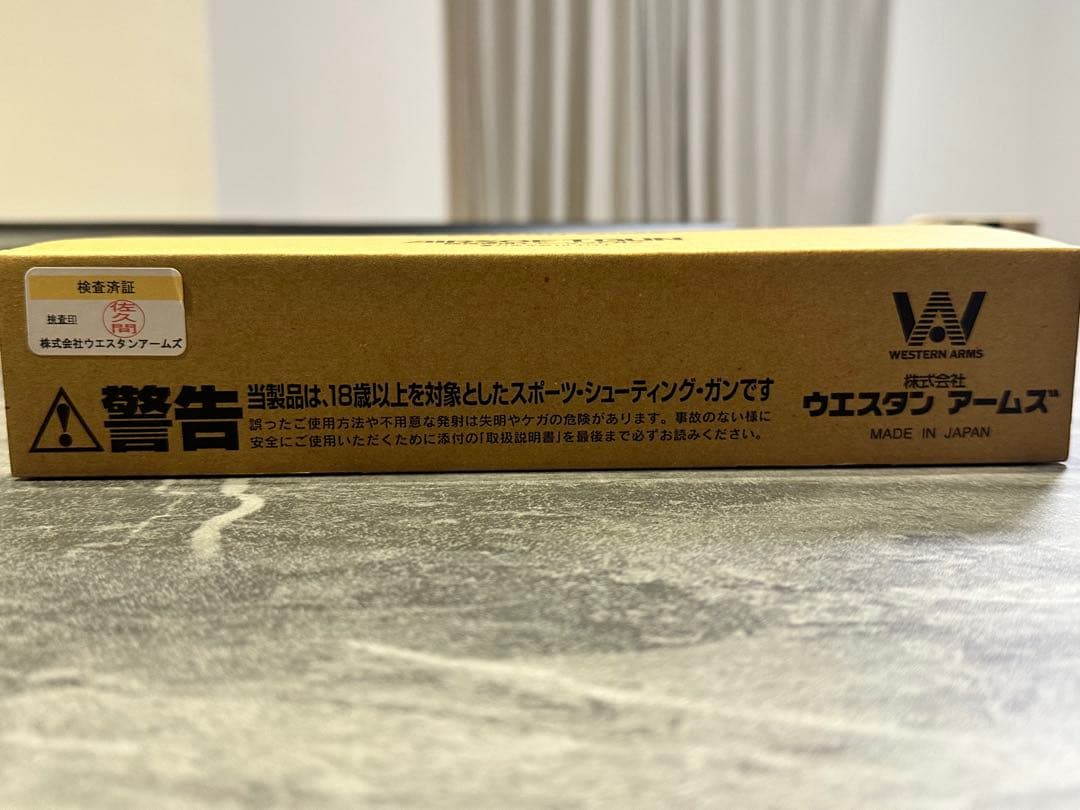 検査済証
検査印
佐久間
株式会社ウエスタンアームズ
警告
当製品は、18歳以上を対象としたスポーツ・シューティング・ガンです
誤ったご使用方法や不用意な発射は失明やケガの危険があります。事故のない様に
安全にご使用いただくために添付の「取扱説明書」を最後まで必ずお読みください。
W
WESTERN ARMS
株式会社
ウエスタン アームズ
MADE IN JAPAN